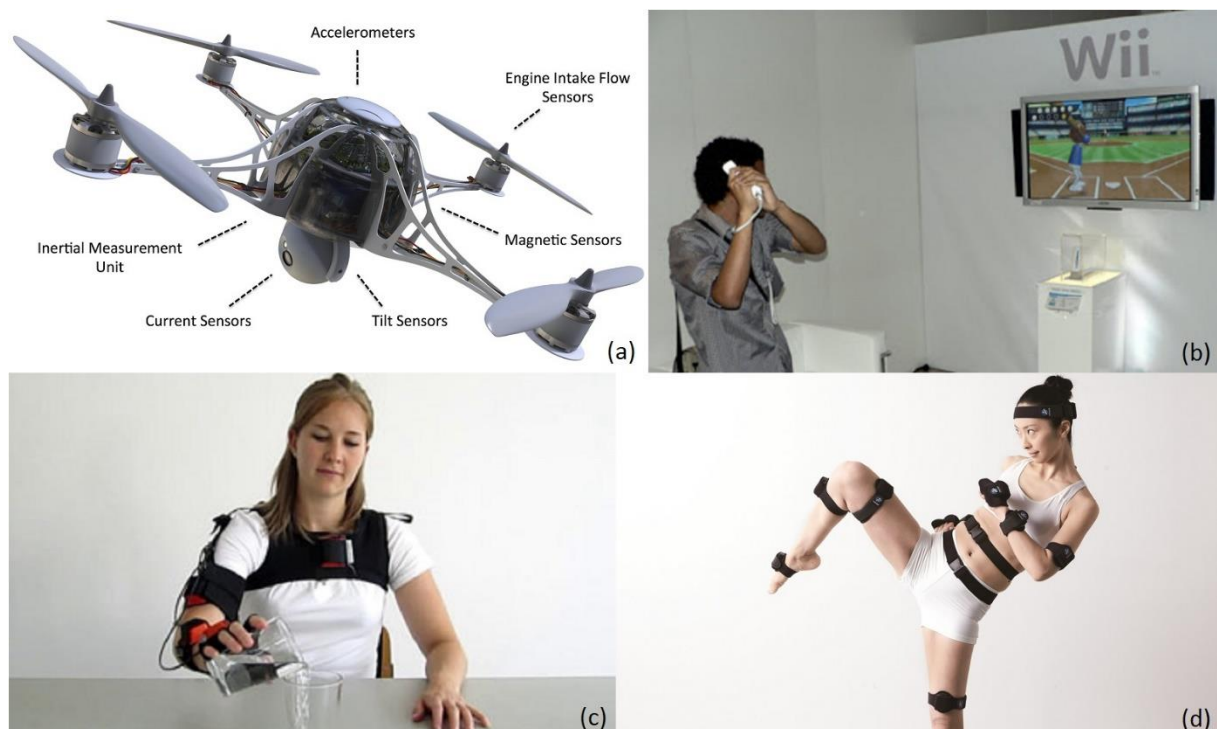 Accelerometers
Engine Intake Flow
Sensors
Inertial Measurement
Unit
Magnetic Sensors
Current Sensors
Tilt Sensors
(a)
Wii
(b)
(c)
(d)